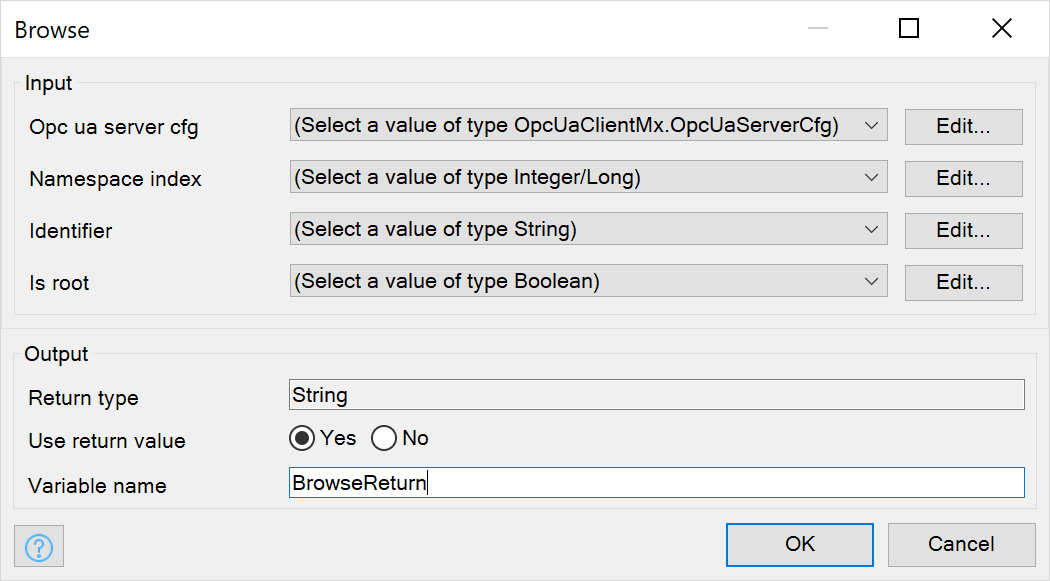 Browse
Input
Opc ua server cfg (Select a value of type OpcUaClientMx.OpcUaServerCfg) Edit...
Namespace index (Select a value of type Integer/Long) Edit...
Identifier (Select a value of type String) Edit...
Is root (Select a value of type Boolean) Edit...
Output
Return type String
Use return value Yes No
Variable name BrowseReturn
? OK Cancel